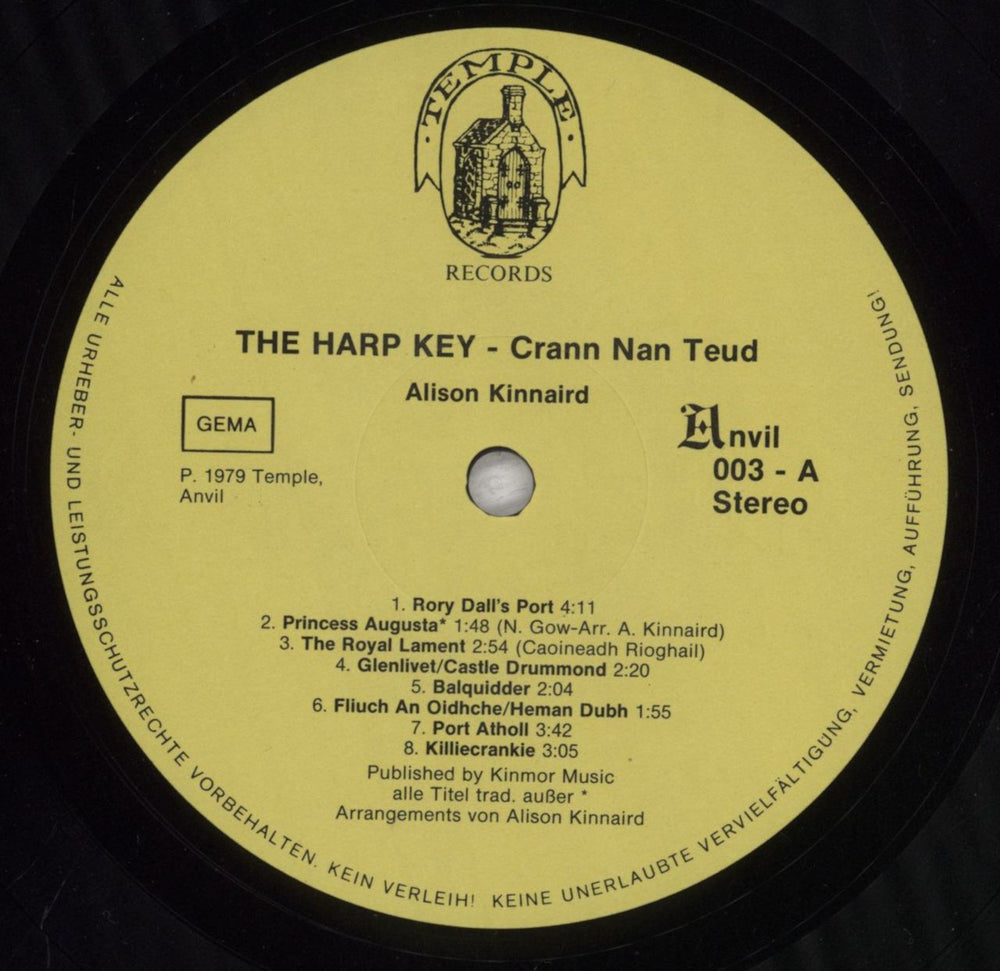 TEMPLE
RECORDS
THE HARP KEY - Crann Nan Teud
Alison Kinnaird
GEMA
P. 1979 Temple,
Anvil
Anvil
003 - A
Stereo
1. Rory Dall's Port 4:11
2. Princess Augusta* 1:48 (N. Gow-Arr. A. Kinnaird)
3. The Royal Lament 2:54 (Caoineadh Rioghail)
4. Glenlivet/Castle Drummond 2:20
5. Balquidder 2:04
6. Fliuch An Oidhche/Heman Dubh 1:55
7. Port Atholl 3:42
8. Killiecrankie 3:05
Published by Kinmor Music
alle Titel trad. außer *
Arrangements von Alison Kinnaird
ALLE URHEBER- UND LEISTUNGSSCHUTZRECHTE VORBEHALTEN. KEIN VERLEIH! KEINE UNERLAUBTE VERVIELFÄLTIGUNG, VERMIETUNG, AUFFÜHRUNG, SENDUNG!